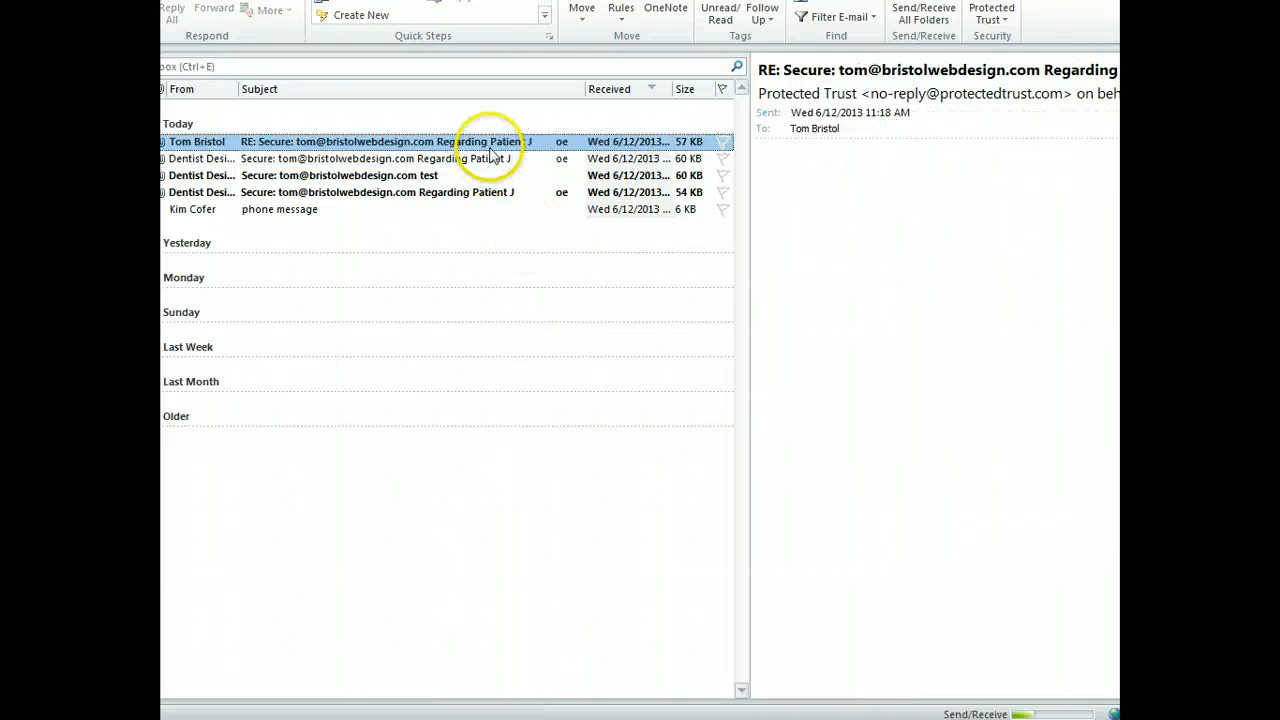 Reply All Forward More Create New Move Rules OneNote Unread/ Read Follow Up Filter E-mail Send/Receive All Folders Protected Trust
Respond Quick Steps Move Tags Find Send/Receive Security
box (Ctrl+E)
From Subject Received Size
Today
Tom Bristol RE: Secure: tom@bristolwebdesign.com Regarding Patient J oe Wed 6/12/2013... 57 KB
Dentist Desi... Secure: tom@bristolwebdesign.com Regarding Patient J oe Wed 6/12/2013 ... 60 KB
Dentist Desi... Secure: tom@bristolwebdesign.com test Wed 6/12/2013... 60 KB
Dentist Desi... Secure: tom@bristolwebdesign.com Regarding Patient J oe Wed 6/12/2013... 54 KB
Kim Cofer phone message Wed 6/12/2013 ... 6 KB
Yesterday
Monday
Sunday
Last Week
Last Month
Older
RE: Secure: tom@bristolwebdesign.com Regarding
Protected Trust <no-reply@protectedtrust.com> on beh
Sent: Wed 6/12/2013 11:18 AM
To: Tom Bristol
Send/Receive